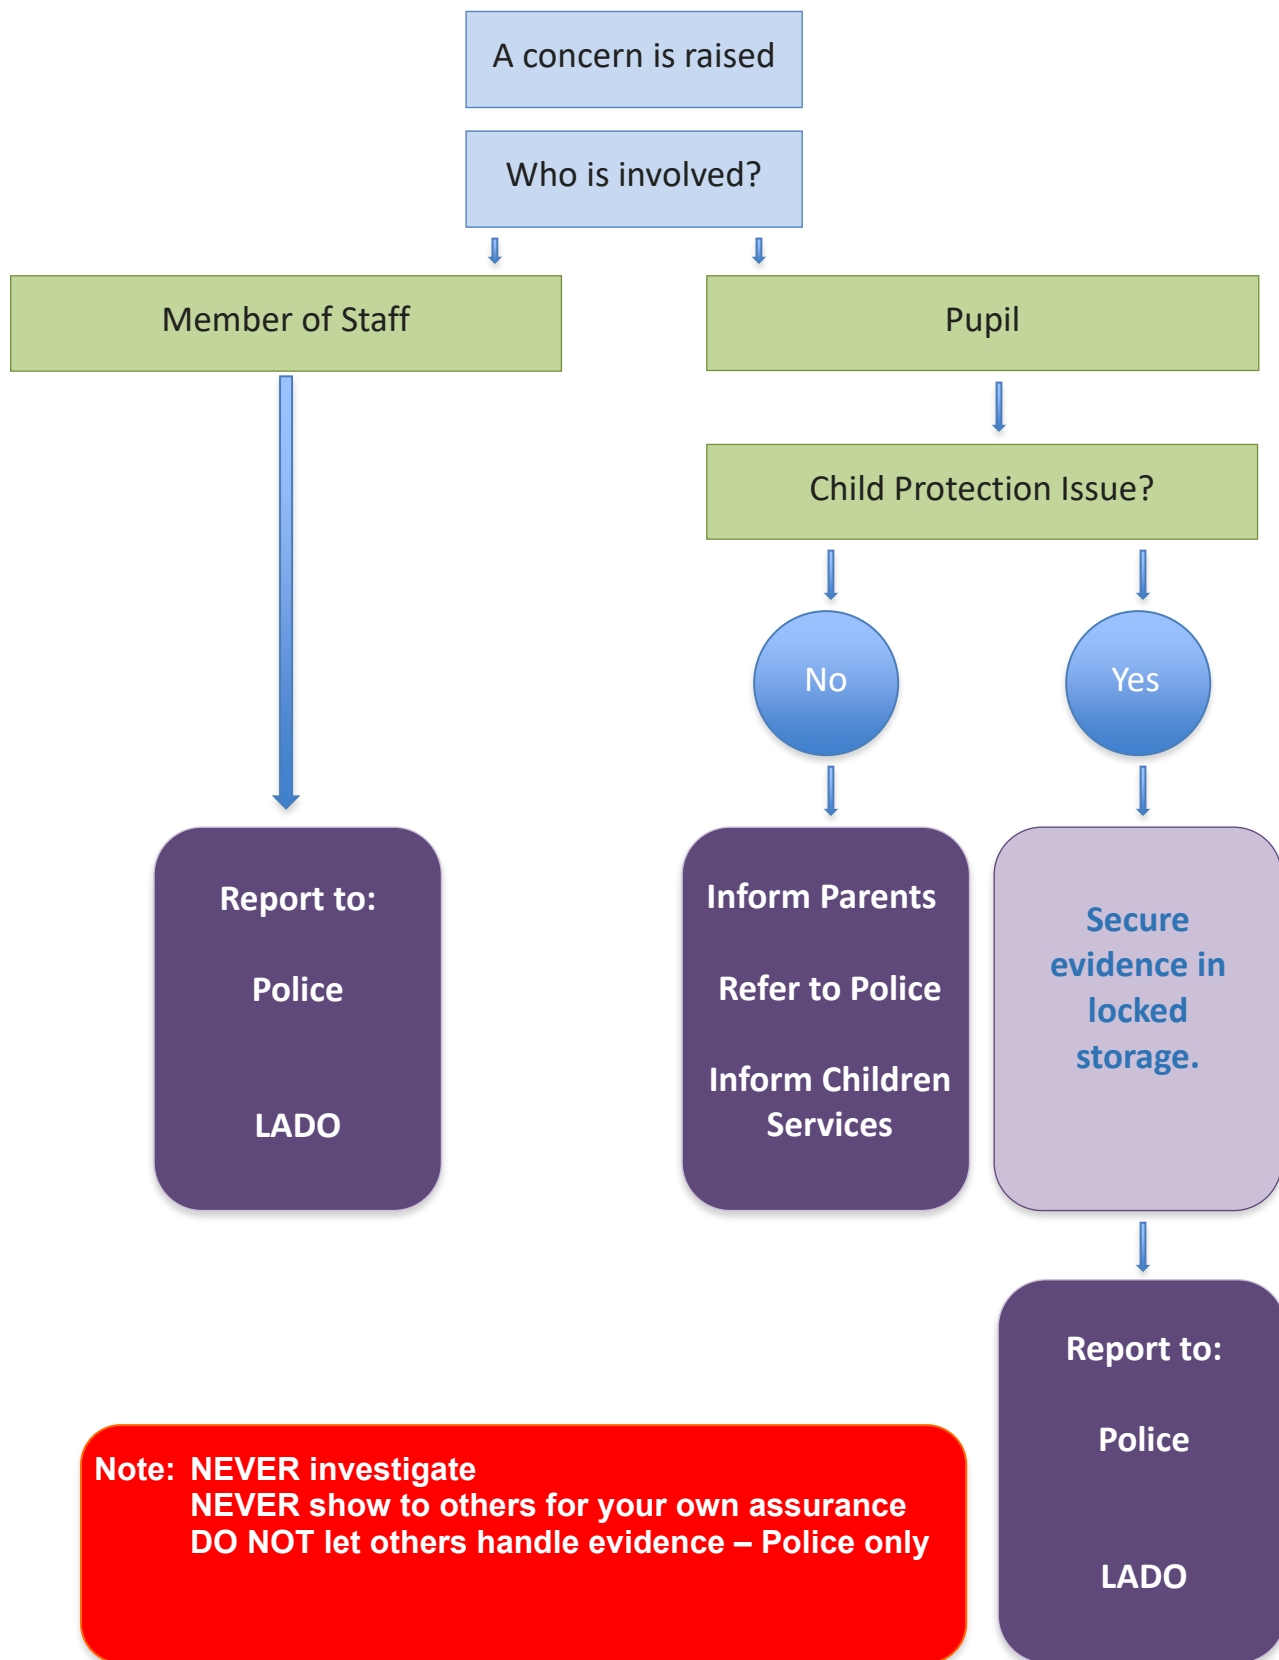 A concern is raised
Who is involved?
Member of Staff
Pupil
Child Protection Issue?
No
Yes
Report to:
Police
LADO
Inform Parents
Refer to Police
Inform Children
Services
Secure
evidence in
locked
storage.
Report to:
Police
LADO
Note: NEVER investigate
NEVER show to others for your own assurance
DO NOT let others handle evidence – Police only